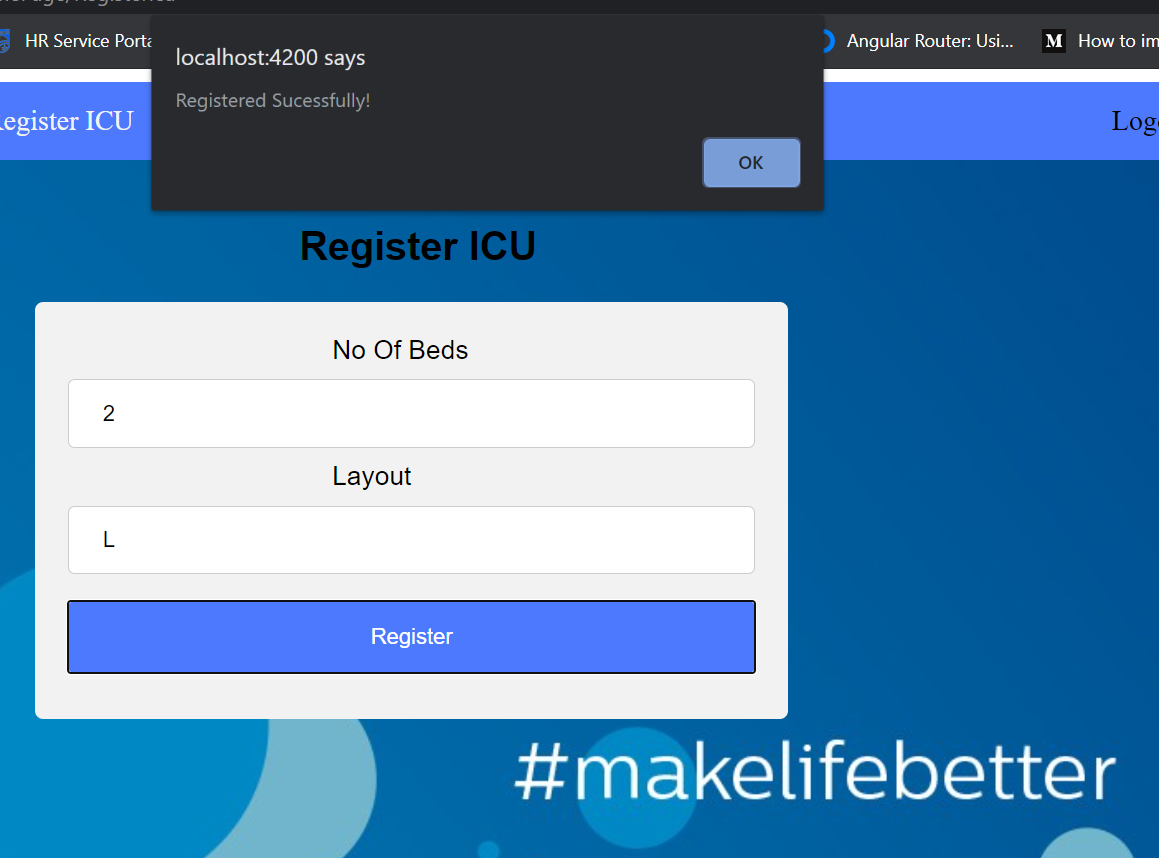 HR Service Porta
Angular Router: Usi...
M How to im
localhost:4200 says
Registered Sucessfully!
OK
Register ICU
Log
Register ICU
No Of Beds
2
Layout
L
Register
#makelifebetter